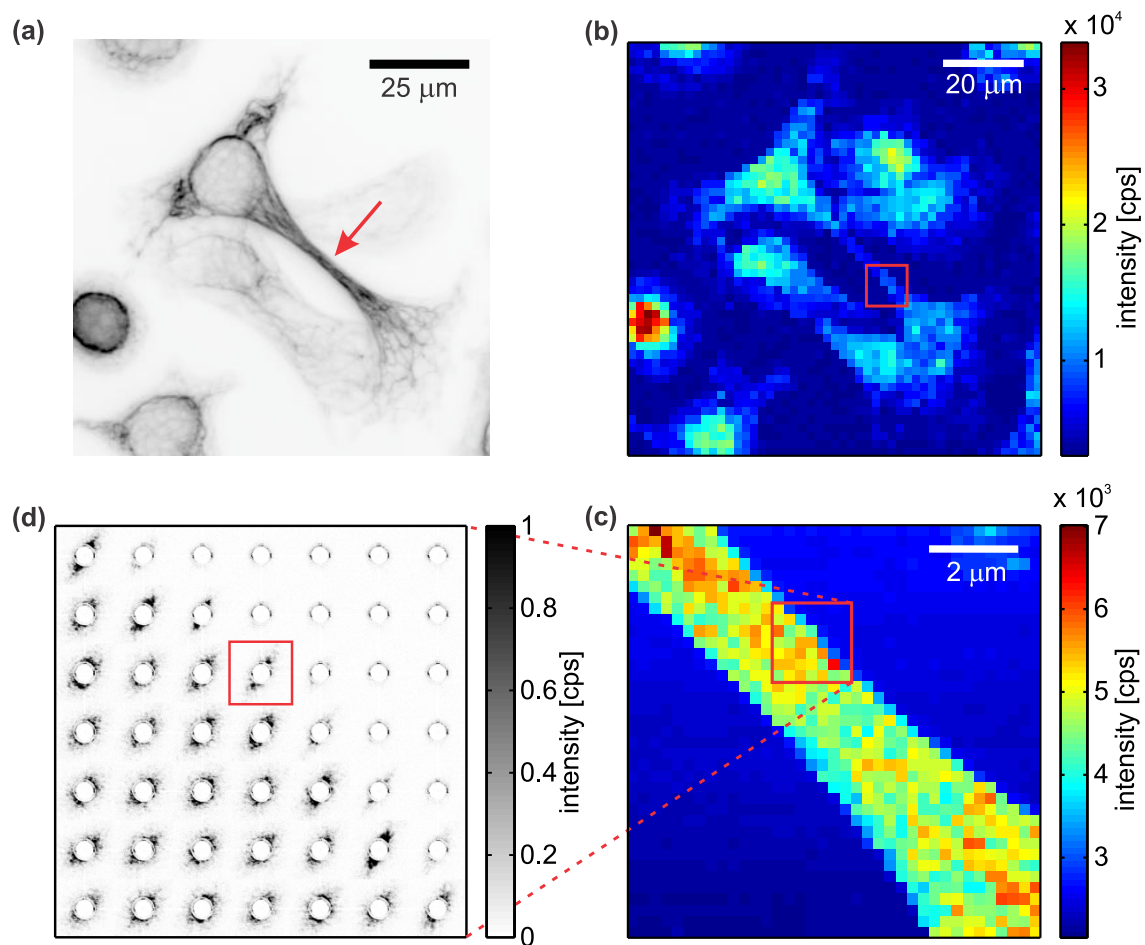 (a)
25 μm
(b)
20 μm
x 10⁴
3
2
1
intensity [cps]
(d)
1
0.8
0.6
0.4
0.2
0
intensity [cps]
(c)
2 μm
x 10³
7
6
5
4
3
intensity [cps]